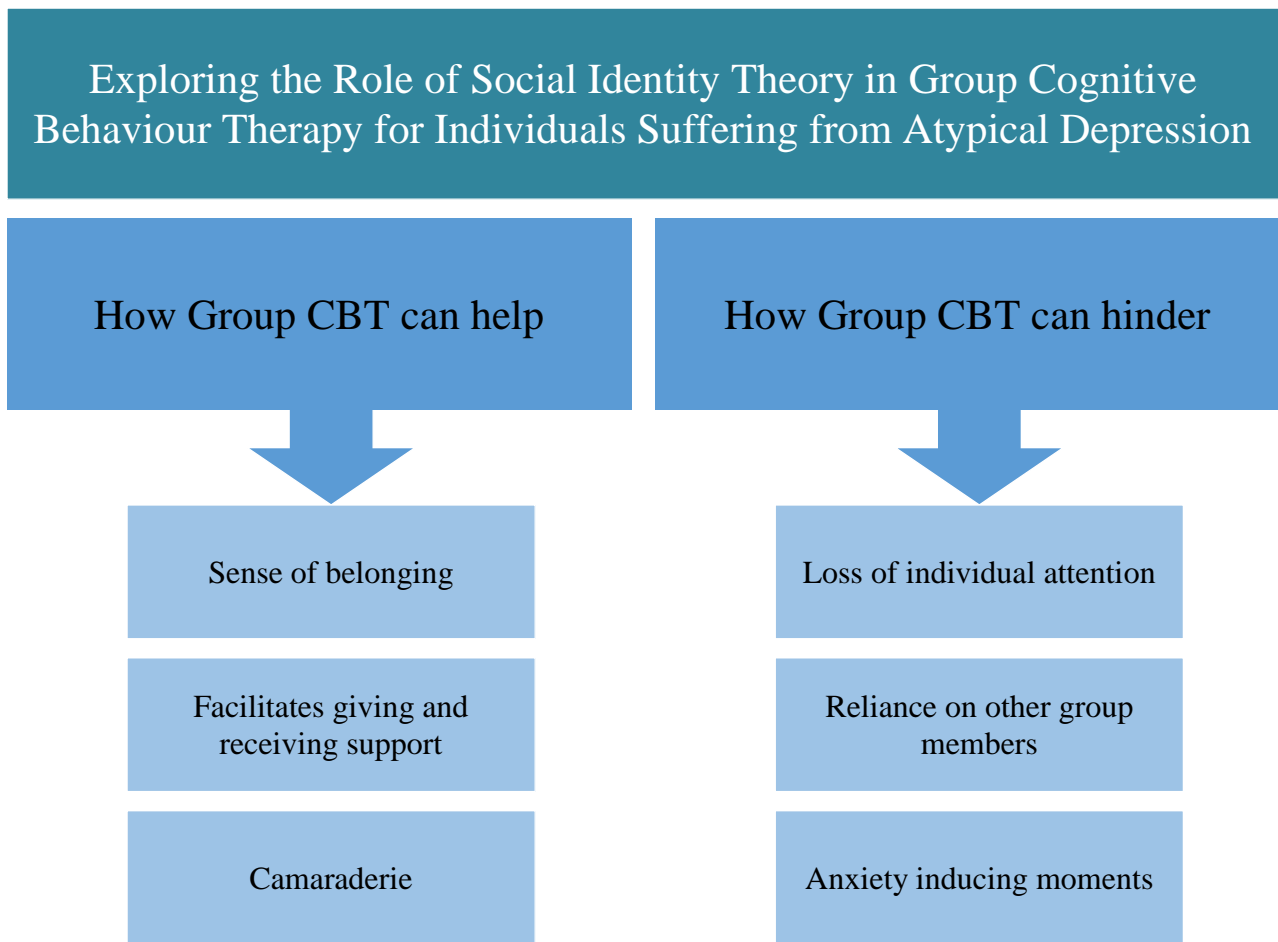 Exploring the Role of Social Identity Theory in Group Cognitive
Behaviour Therapy for Individuals Suffering from Atypical Depression
How Group CBT can help
How Group CBT can hinder
Sense of belonging
Facilitates giving and
receiving support
Camaraderie
Loss of individual attention
Reliance on other group
members
Anxiety inducing moments